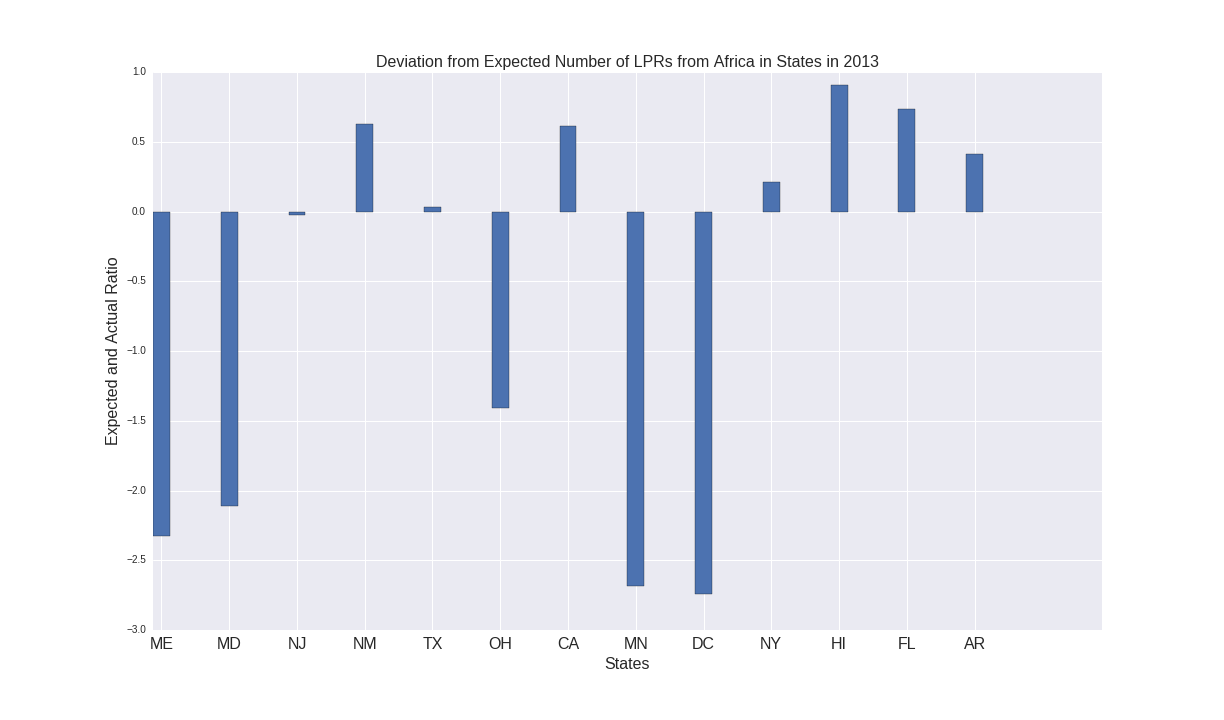 Deviation from Expected Number of LPRs from Africa in States in 2013
1.0
0.5
0.0
−0.5
−1.0
−1.5
−2.0
−2.5
−3.0
Expected and Actual Ratio
ME MD NJ NM TX OH CA MN DC NY HI FL AR
States